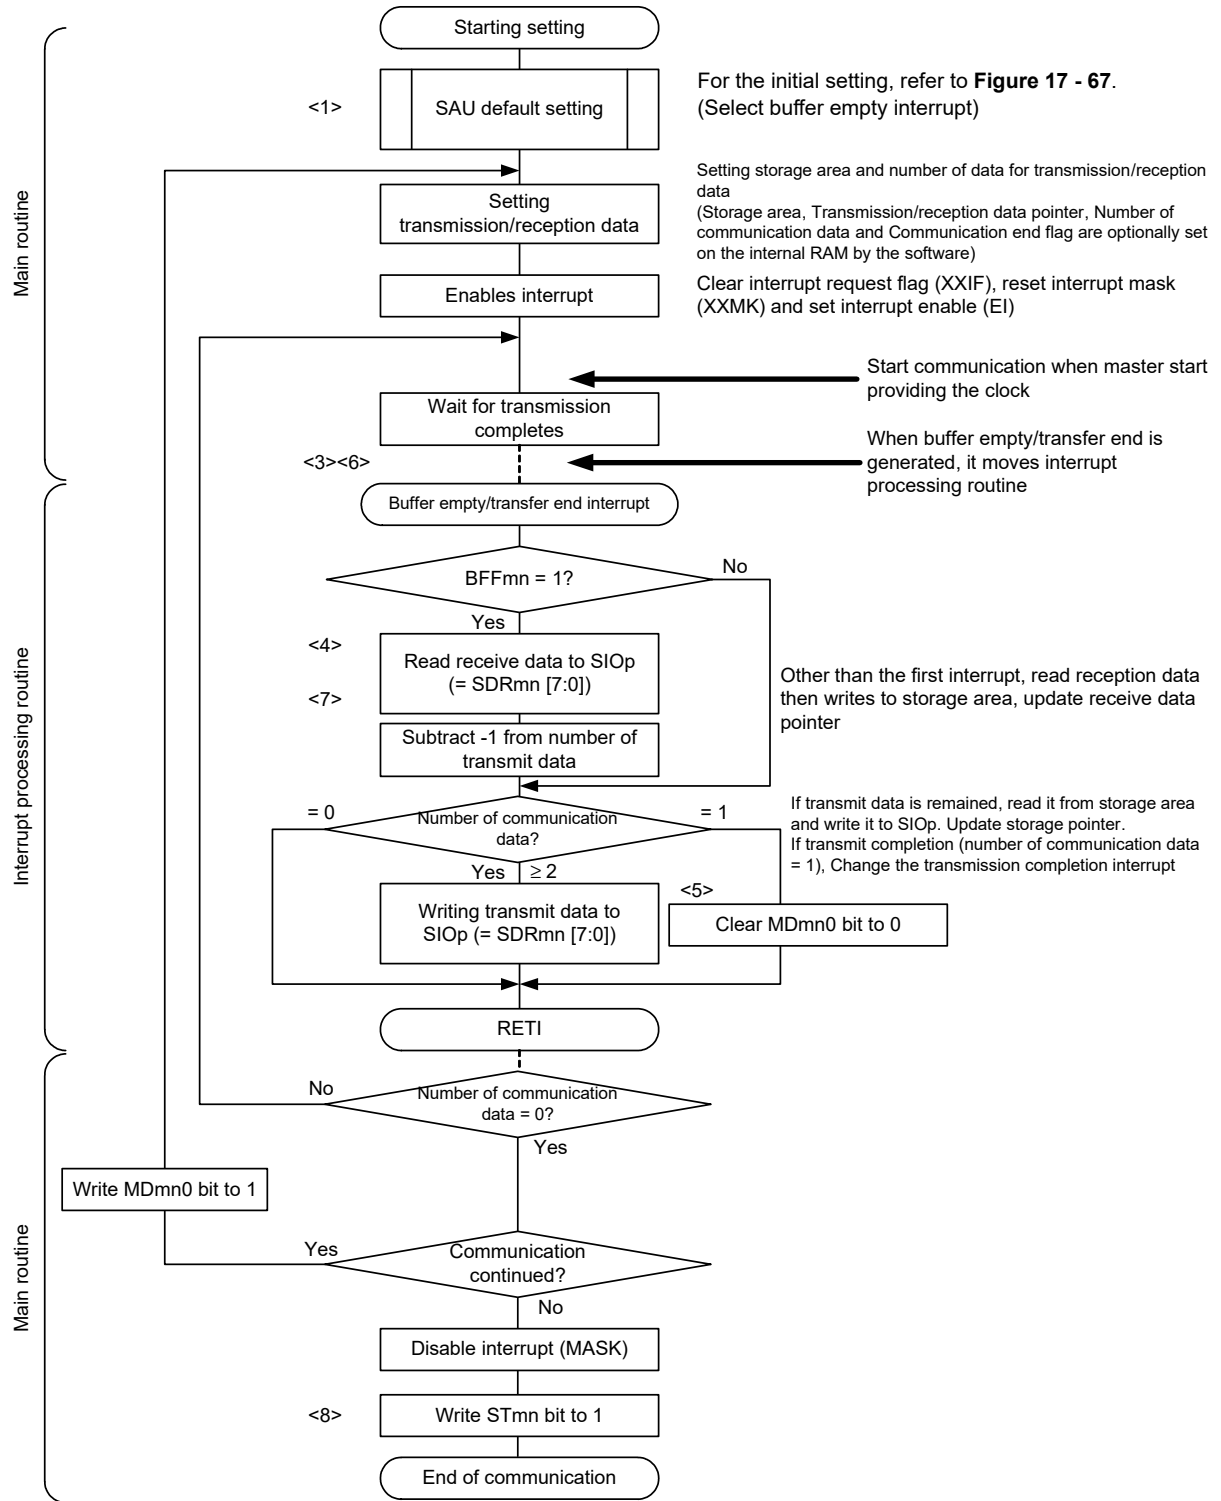 Starting setting
<1>
SAU default setting
For the initial setting, refer to Figure 17 - 67.
(Select buffer empty interrupt)
Main routine
Setting
transmission/reception data
Setting storage area and number of data for transmission/reception
data
(Storage area, Transmission/reception data pointer, Number of
communication data and Communication end flag are optionally set
on the internal RAM by the software)
Enables interrupt
Clear interrupt request flag (XXIF), reset interrupt mask
(XXMK) and set interrupt enable (EI)
Start communication when master start
providing the clock
Wait for transmission
completes
<3><6>
When buffer empty/transfer end is
generated, it moves interrupt
processing routine
Buffer empty/transfer end interrupt
Interrupt processing routine
BFFmn = 1?
No
Yes
<4>
Read receive data to SIOp
(= SDRmn [7:0])
<7>
Other than the first interrupt, read reception data
then writes to storage area, update receive data
pointer
Subtract -1 from number of
transmit data
= 0
Number of communication
data?
= 1
If transmit data is remained, read it from storage area
and write it to SIOp. Update storage pointer.
If transmit completion (number of communication data
= 1), Change the transmission completion interrupt
Yes ≥ 2
Writing transmit data to
SIOp (= SDRmn [7:0])
<5>
Clear MDmn0 bit to 0
RETI
Main routine
No
Number of communication
data = 0?
Yes
Write MDmn0 bit to 1
Yes
Communication
continued?
No
Disable interrupt (MASK)
<8>
Write STmn bit to 1
End of communication